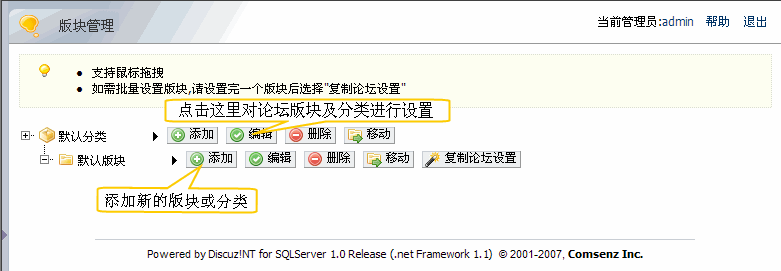 版块管理
当前管理员:admin 帮助 退出
支持鼠标拖拽
如需批量设置版块,请设置完一个版块后选择"复制论坛设置"
点击这里对论坛版块及分类进行设置
默认分类 添加 编辑 删除 移动
默认版块 添加 编辑 删除 移动 复制论坛设置
添加新的版块或分类
Powered by Discuz!NT for SQLServer 1.0 Release (.net Framework 1.1) © 2001-2007, Comsenz Inc.